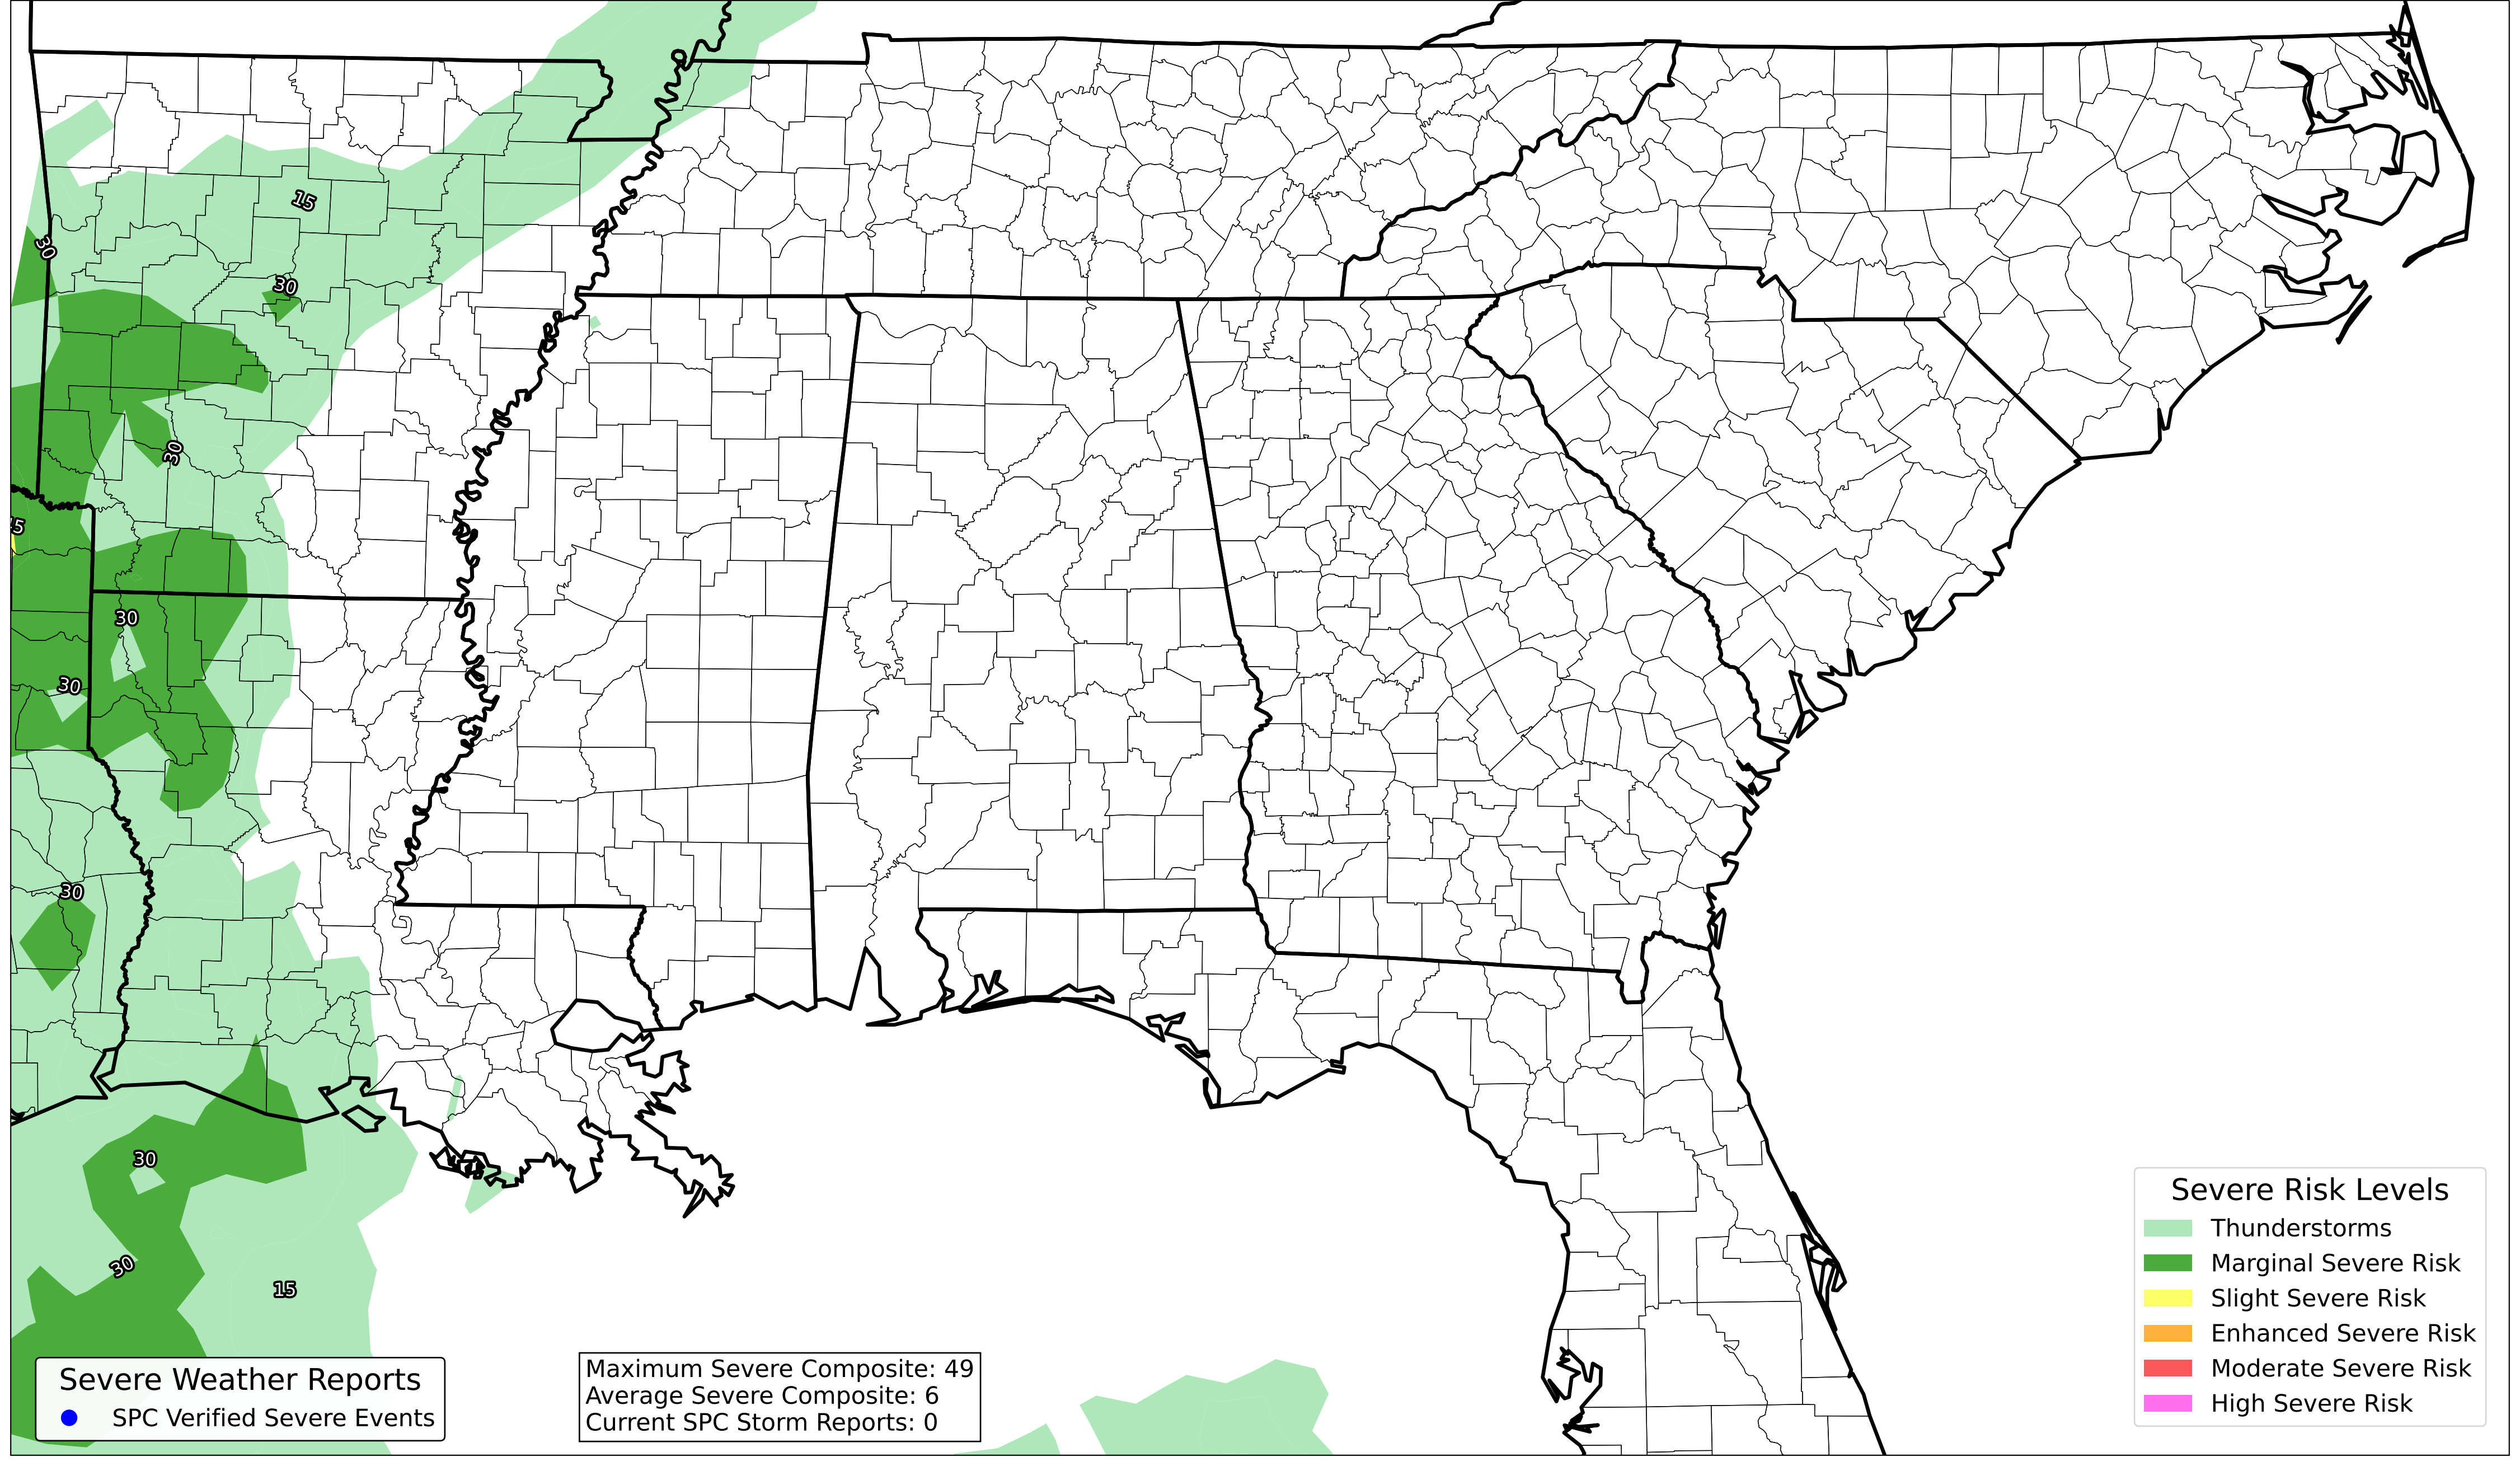 15
30
30
30
5
30
30
30
30
30
15
Severe Risk Levels
Thunderstorms
Marginal Severe Risk
Slight Severe Risk
Enhanced Severe Risk
Moderate Severe Risk
High Severe Risk
Severe Weather Reports
SPC Verified Severe Events
Maximum Severe Composite: 49
Average Severe Composite: 6
Current SPC Storm Reports: 0